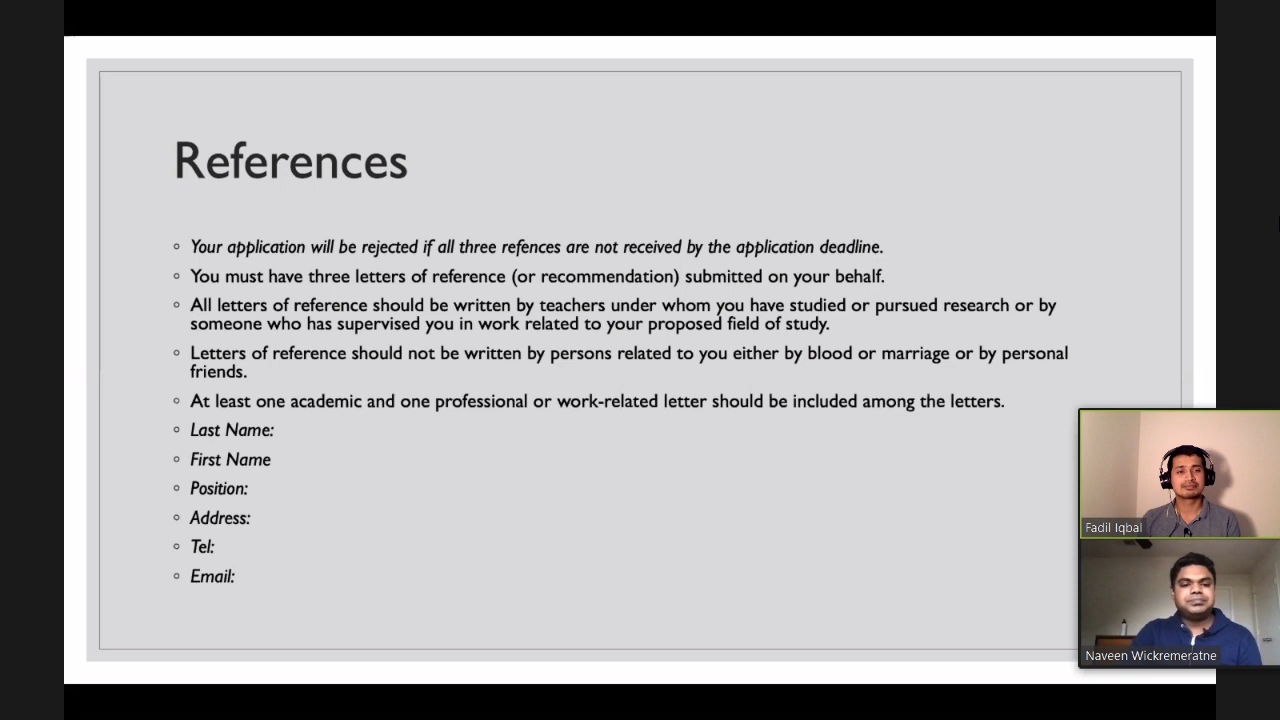 References
Your application will be rejected if all three refences are not received by the application deadline.
You must have three letters of reference (or recommendation) submitted on your behalf.
All letters of reference should be written by teachers under whom you have studied or pursued research or by
someone who has supervised you in work related to your proposed field of study.
Letters of reference should not be written by persons related to you either by blood or marriage or by personal
friends.
At least one academic and one professional or work-related letter should be included among the letters.
Last Name:
First Name
Position:
Address:
Tel:
Email:
Fadil Iqbal
Naveen Wickremeratne